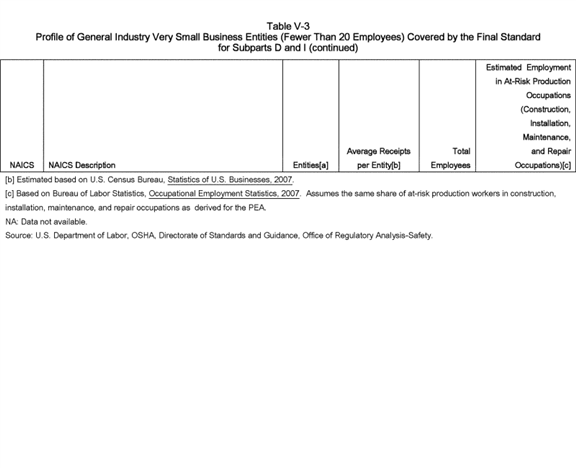 Table V-3
Profile of General Industry Very Small Business Entities (Fewer Than 20 Employees) Covered by the Final Standard
for Subparts D and I (continued)
Estimated Employment
in At-Risk Production
Occupations
(Construction,
Installation,
Maintenance,
Average Receipts Total and Repair
NAICS NAICS Description Entities[a] per Entity[b] Employees Occupations)[c]
[b] Estimated based on U.S. Census Bureau, Statistics of U.S. Businesses, 2007.
[c] Based on Bureau of Labor Statistics, Occupational Employment Statistics, 2007. Assumes the same share of at-risk production workers in construction,
installation, maintenance, and repair occupations as derived for the PEA.
NA: Data not available.
Source: U.S. Department of Labor, OSHA, Directorate of Standards and Guidance, Office of Regulatory Analysis-Safety.